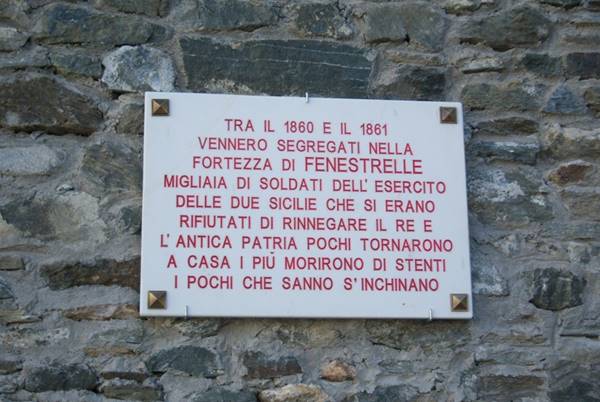 TRA IL 1860 E IL 1861
VENNERO SEGREGATI NELLA
FORTEZZA DI FENESTRELLE
MIGLIAIA DI SOLDATI DELL' ESERCITO
DELLE DUE SICILIE CHE SI ERANO
RIFIUTATI DI RINNEGARE IL RE E
L' ANTICA PATRIA POCHI TORNARONO
A CASA I PIŬ MORIRONO DI STENTI
I POCHI CHE SANNO S' INCHINANO